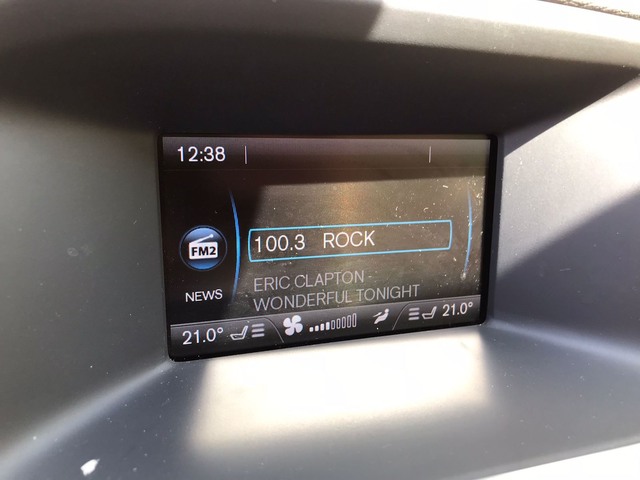 12:38
100.3 ROCK
FM2
ERIC CLAPTON -
NEWS
WONDERFUL TONIGHT
21.0°
21.0°